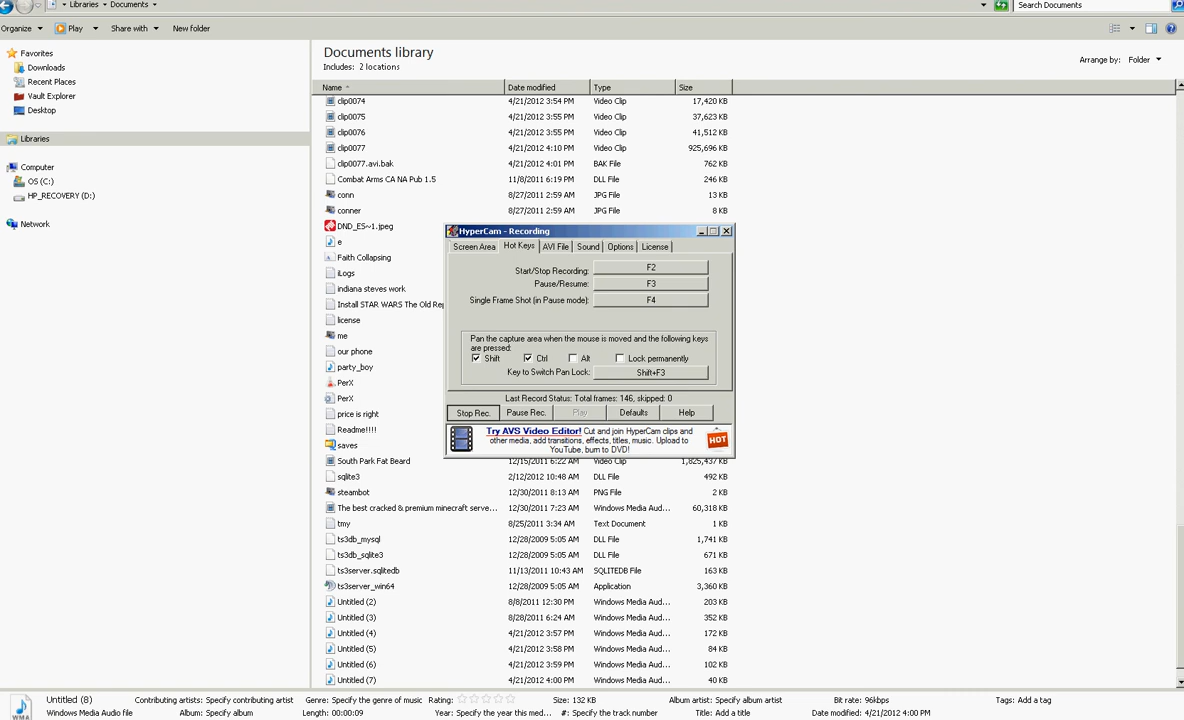 Libraries ▸ Documents
Search Documents
Organize Play Share with New folder
Favorites
Downloads
Recent Places
Vault Explorer
Desktop
Libraries
Computer
OS (C:)
HP_RECOVERY (D:)
Network
Documents library
Includes: 2 locations
Arrange by: Folder
Name Date modified Type Size
clip0074 4/21/2012 3:54 PM Video Clip 17,420 KB
clip0075 4/21/2012 3:55 PM Video Clip 37,623 KB
clip0076 4/21/2012 3:55 PM Video Clip 41,512 KB
clip0077 4/21/2012 4:10 PM Video Clip 925,696 KB
clip0077.avi.bak 4/21/2012 4:01 PM BAK File 762 KB
Combat Arms CA NA Pub 1.5 11/8/2011 6:19 PM DLL File 246 KB
conn 8/27/2011 2:59 AM JPG File 13 KB
conner 8/27/2011 2:59 AM JPG File 8 KB
DND_ES~1.jpeg
e
Faith Collapsing
iLogs
indiana steves work
Install STAR WARS The Old Rep
license
me
our phone
party_boy
PerX
PerX
price is right
Readme!!!!
saves
South Park Fat Beard 12/15/2011 6:22 AM Video Clip 1,825,437 KB
sqlite3 2/12/2012 10:48 AM DLL File 492 KB
steambot 12/30/2011 8:13 AM PNG File 2 KB
The best cracked & premium minecraft serve... 12/30/2011 7:23 AM Windows Media Aud... 60,318 KB
tmy 8/25/2011 3:34 AM Text Document 1 KB
ts3db_mysql 12/28/2009 5:05 AM DLL File 1,741 KB
ts3db_sqlite3 12/28/2009 5:05 AM DLL File 671 KB
ts3server.sqlitedb 11/13/2011 10:43 AM SQLITEDB File 163 KB
ts3server_win64 12/28/2009 5:05 AM Application 3,360 KB
Untitled (2) 8/8/2011 12:30 PM Windows Media Aud... 203 KB
Untitled (3) 8/28/2011 6:24 AM Windows Media Aud... 352 KB
Untitled (4) 4/21/2012 3:57 PM Windows Media Aud... 172 KB
Untitled (5) 4/21/2012 3:58 PM Windows Media Aud... 84 KB
Untitled (6) 4/21/2012 3:59 PM Windows Media Aud... 102 KB
Untitled (7) 4/21/2012 4:00 PM Windows Media Aud... 40 KB
HyperCam - Recording
Screen Area Hot Keys AVI File Sound Options License
Start/Stop Recording: F2
Pause/Resume: F3
Single Frame Shot (in Pause mode): F4
Pan the capture area when the mouse is moved and the following keys
are pressed:
Shift Ctrl Alt Lock permanently
Key to Switch Pan Lock: Shift+F3
Last Record Status: Total frames: 146, skipped: 0
Stop Rec. Pause Rec. Play Defaults Help
Try AVS Video Editor! Cut and join HyperCam clips and
other media, add transitions, effects, titles, music. Upload to
YouTube, burn to DVD!
HOT
Untitled (8) Contributing artists: Specify contributing artist Genre: Specify the genre of music Rating: Size: 132 KB Album artist: Specify album artist Bit rate: 96kbps Tags: Add a tag
Windows Media Audio file Album: Specify album Length: 00:00:09 Year: Specify the year this med... #: Specify the track number Title: Add a title Date modified: 4/21/2012 4:00 PM
WMA